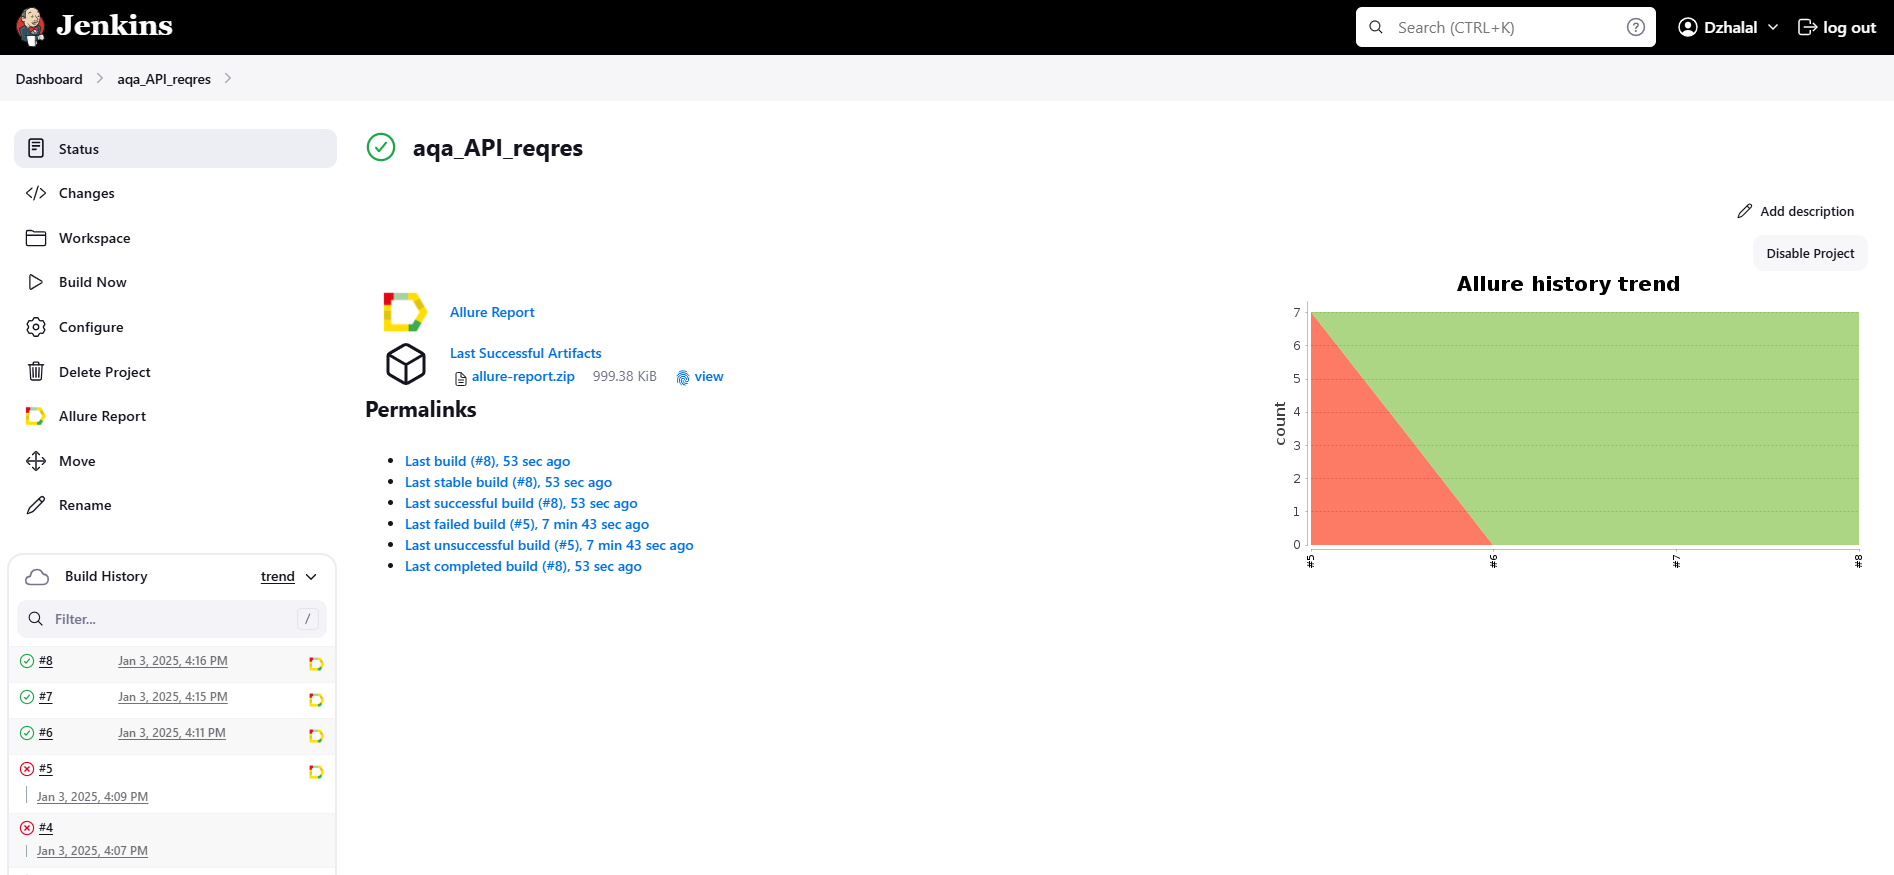 Jenkins
Search (CTRL+K)
?
Dzhalal
log out
Dashboard
aqa_API_reqres
Status
Changes
Workspace
Build Now
Configure
Delete Project
Allure Report
Move
Rename
Build History
trend
Filter...
/
#8
Jan 3, 2025, 4:16 PM
#7
Jan 3, 2025, 4:15 PM
#6
Jan 3, 2025, 4:11 PM
#5
Jan 3, 2025, 4:09 PM
#4
Jan 3, 2025, 4:07 PM
aqa_API_reqres
Add description
Disable Project
Allure Report
Last Successful Artifacts
allure-report.zip 999.38 KiB view
Permalinks
Last build (#8), 53 sec ago
Last stable build (#8), 53 sec ago
Last successful build (#8), 53 sec ago
Last failed build (#5), 7 min 43 sec ago
Last unsuccessful build (#5), 7 min 43 sec ago
Last completed build (#8), 53 sec ago
Allure history trend
count
7
6
5
4
3
2
1
0
#5
#6
#7
#8